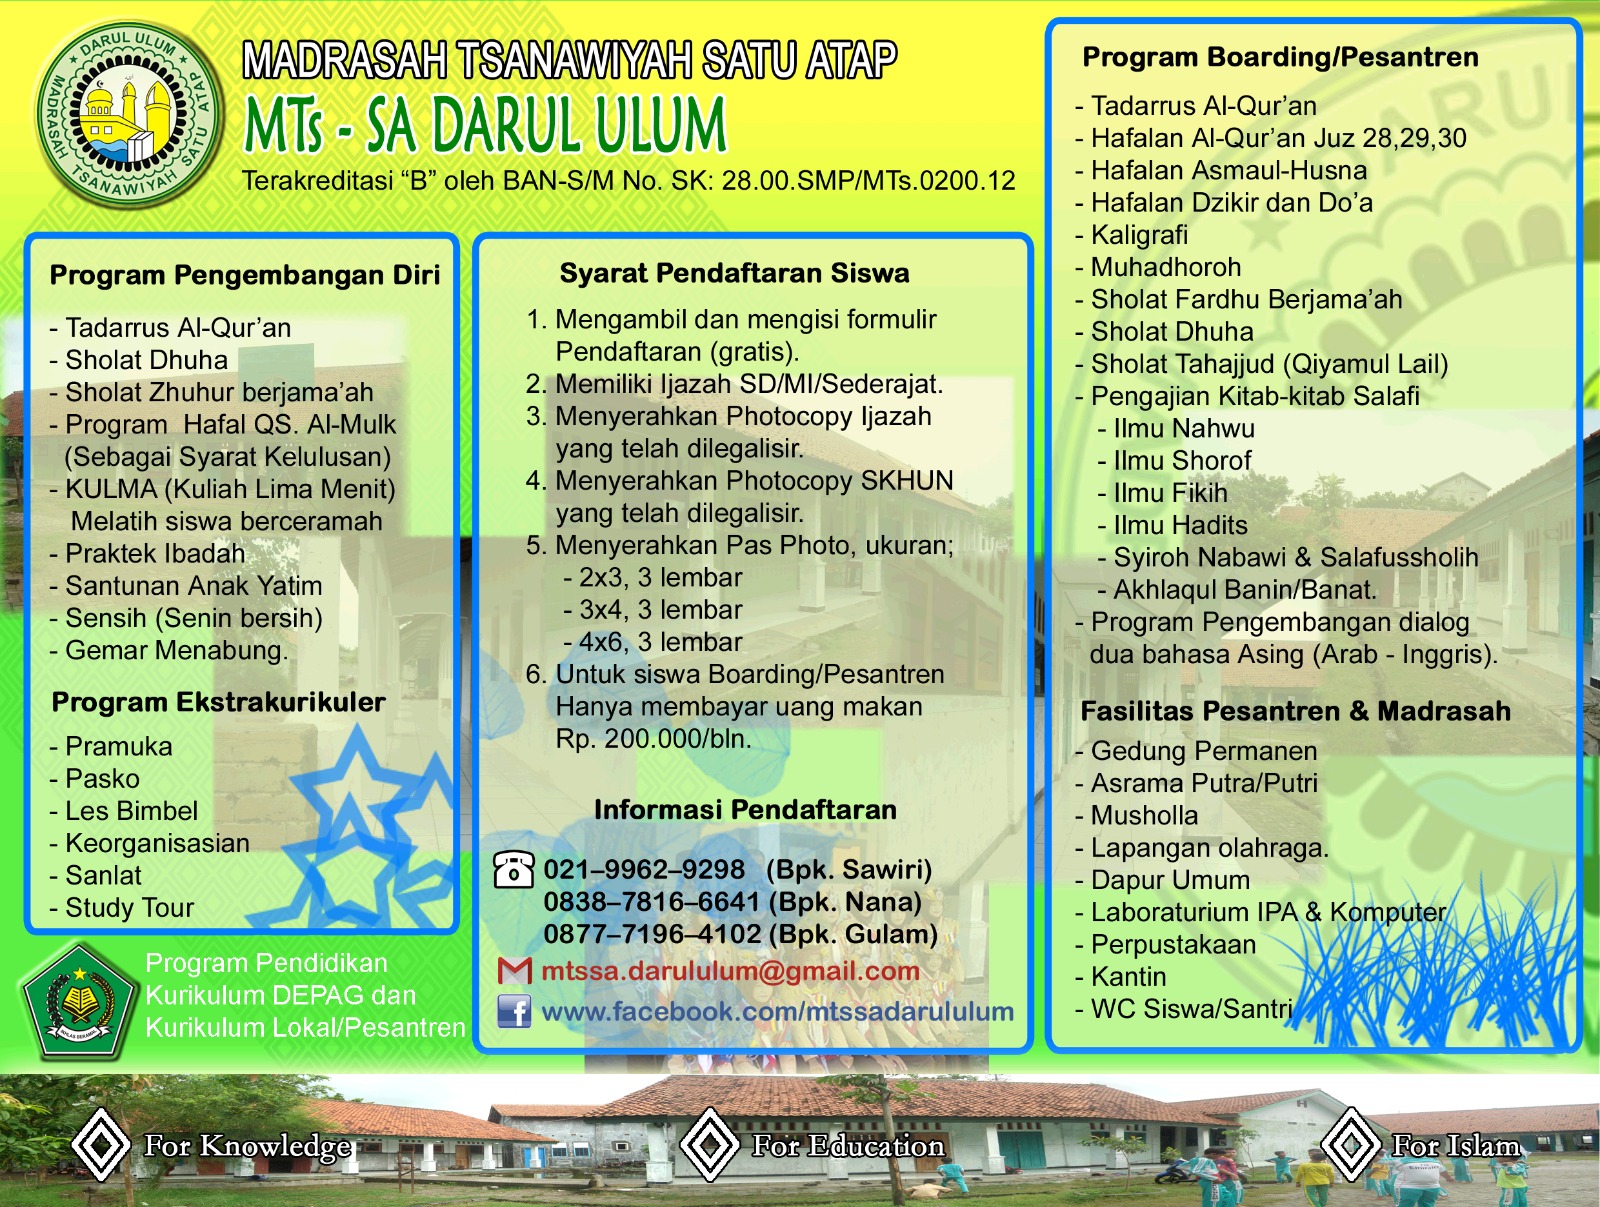 DARUL ULUM
MADRASAH TSANAWIYAH SATU ATAP
MADRASAH TSANAWIYAH SATU ATAP
MTs - SA DARUL ULUM
Terakreditasi “B” oleh BAN-S/M No. SK: 28.00.SMP/MTs.0200.12
Program Pengembangan Diri
- Tadarrus Al-Qur’an
- Sholat Dhuha
- Sholat Zhuhur berjama’ah
- Program Hafal QS. Al-Mulk
(Sebagai Syarat Kelulusan)
- KULMA (Kuliah Lima Menit)
Melatih siswa berceramah
- Praktek Ibadah
- Santunan Anak Yatim
- Sensih (Senin bersih)
- Gemar Menabung.
Program Ekstrakurikuler
- Pramuka
- Pasko
- Les Bimbel
- Keorganisasian
- Sanlat
- Study Tour
IKHLAS BERAMAL
Program Pendidikan
Kurikulum DEPAG dan
Kurikulum Lokal/Pesantren
Syarat Pendaftaran Siswa
1. Mengambil dan mengisi formulir
Pendaftaran (gratis).
2. Memiliki Ijazah SD/MI/Sederajat.
3. Menyerahkan Photocopy Ijazah
yang telah dilegalisir.
4. Menyerahkan Photocopy SKHUN
yang telah dilegalisir.
5. Menyerahkan Pas Photo, ukuran;
- 2x3, 3 lembar
- 3x4, 3 lembar
- 4x6, 3 lembar
6. Untuk siswa Boarding/Pesantren
Hanya membayar uang makan
Rp. 200.000/bln.
Informasi Pendaftaran
021–9962–9298 (Bpk. Sawiri)
0838–7816–6641 (Bpk. Nana)
0877–7196–4102 (Bpk. Gulam)
mtssa.darululum@gmail.com
www.facebook.com/mtssadarululum
Program Boarding/Pesantren
- Tadarrus Al-Qur’an
- Hafalan Al-Qur’an Juz 28,29,30
- Hafalan Asmaul-Husna
- Hafalan Dzikir dan Do’a
- Kaligrafi
- Muhadhoroh
- Sholat Fardhu Berjama’ah
- Sholat Dhuha
- Sholat Tahajjud (Qiyamul Lail)
- Pengajian Kitab-kitab Salafi
- Ilmu Nahwu
- Ilmu Shorof
- Ilmu Fikih
- Ilmu Hadits
- Syiroh Nabawi & Salafussholih
- Akhlaqul Banin/Banat.
- Program Pengembangan dialog
dua bahasa Asing (Arab - Inggris).
Fasilitas Pesantren & Madrasah
- Gedung Permanen
- Asrama Putra/Putri
- Musholla
- Lapangan olahraga.
- Dapur Umum
- Laboraturium IPA & Komputer
- Perpustakaan
- Kantin
- WC Siswa/Santri
For Knowledge
For Education
For Islam